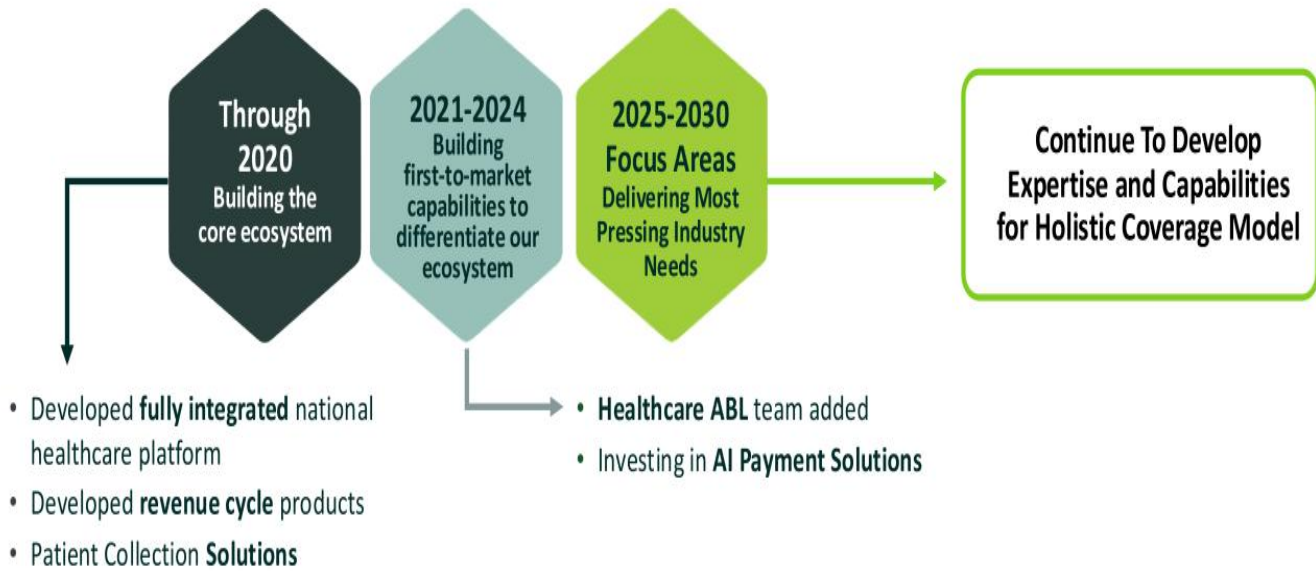 Through
2020
Building the
core ecosystem
2021-2024
Building
first-to-market
capabilities to
differentiate our
ecosystem
2025-2030
Focus Areas
Delivering Most
Pressing Industry
Needs
Continue To Develop
Expertise and Capabilities
for Holistic Coverage Model
• Developed fully integrated national
healthcare platform
• Developed revenue cycle products
• Patient Collection Solutions
• Healthcare ABL team added
• Investing in AI Payment Solutions